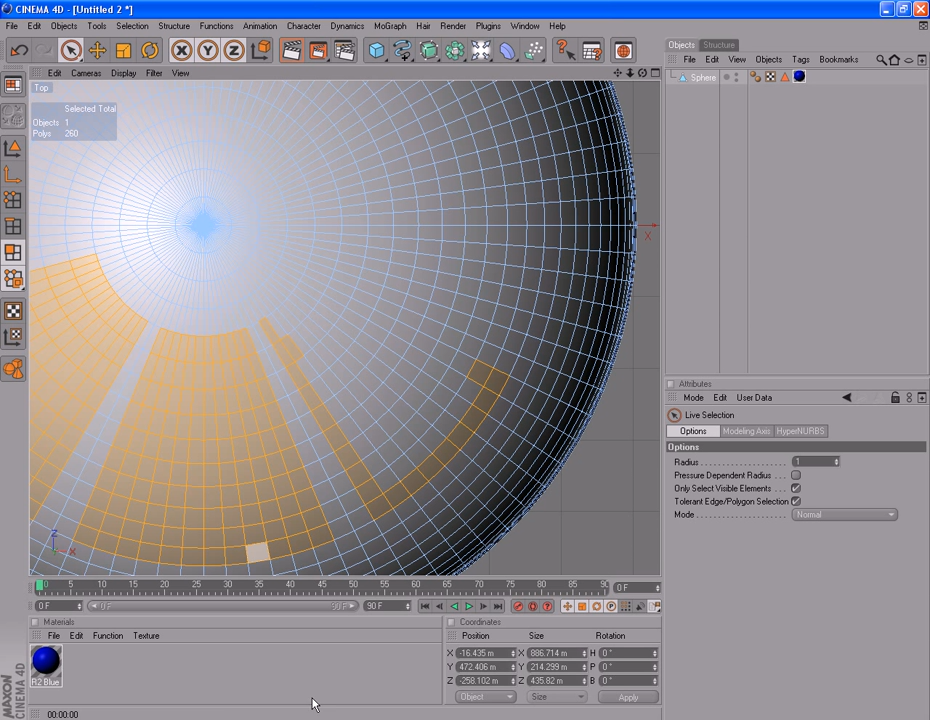 CINEMA 4D - [Untitled 2 *]
File Edit Objects Tools Selection Structure Functions Animation Character Dynamics MoGraph Hair Render Plugins Window Help
X Y Z
Objects Structure
Edit Cameras Display Filter View
File Edit View Objects Tags Bookmarks
Top
Sphere
Selected Total
Objects 1
Polys 260
X
Attributes
Mode Edit User Data
Live Selection
Options Modeling Axis HyperNURBS
Options
Radius 1
Pressure Dependent Radius
Only Select Visible Elements
Tolerant Edge/Polygon Selection
Mode Normal
Z
X
0 5 10 15 20 25 30 35 40 45 50 55 60 65 70 75 80 85 90 0 F
0 F 0 F 90 F 90 F
Materials
File Edit Function Texture
R2 Blue
Coordinates
Position Size Rotation
X -16.435 m X 886.714 m H 0 °
Y 472.406 m Y 214.299 m P 0 °
Z -258.102 m Z 435.82 m B 0 °
Object Size Apply
MAXON
CINEMA 4D
00:00:00